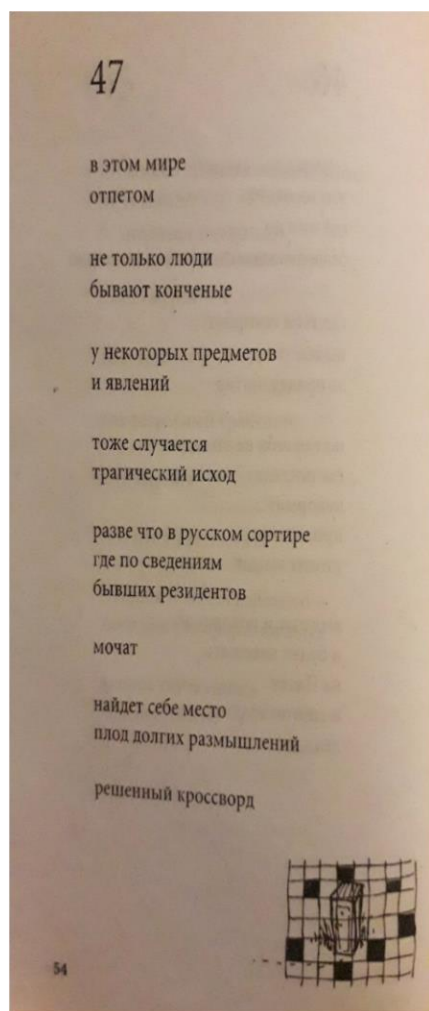 47
в этом мире
отпетом
не только люди
бывают конченые
у некоторых предметов
и явлений
тоже случается
трагический исход
разве что в русском сортире
где по сведениям
бывших резидентов
мочат
найдет себе место
плод долгих размышлений
решенный кроссворд
54